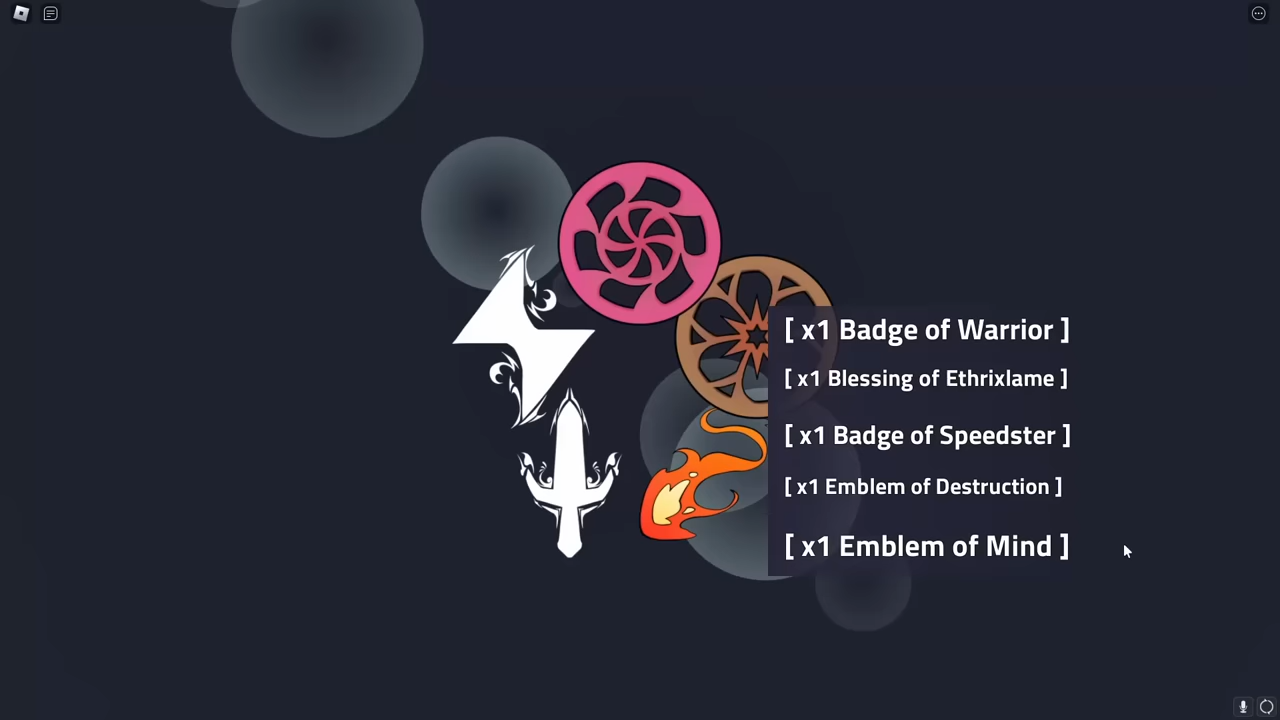 [ x1 Badge of Warrior ]
[ x1 Blessing of Ethrixlame ]
[ x1 Badge of Speedster ]
[ x1 Emblem of Destruction ]
[ x1 Emblem of Mind ]